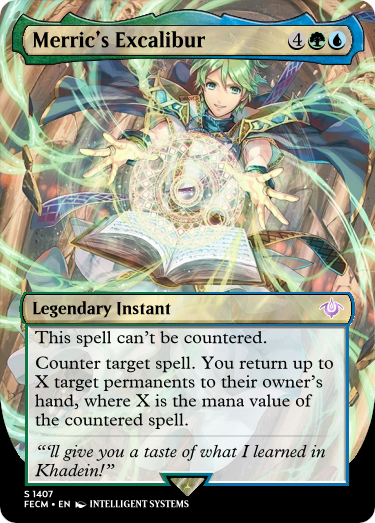 Merric's Excalibur 4
Legendary Instant
This spell can't be countered.
Counter target spell. You return up to
X target permanents to their owner's
hand, where X is the mana value of
the countered spell.
“‘ll give you a taste of what I learned in
Khadein!”
S 1407
FECM • EN INTELLIGENT SYSTEMS